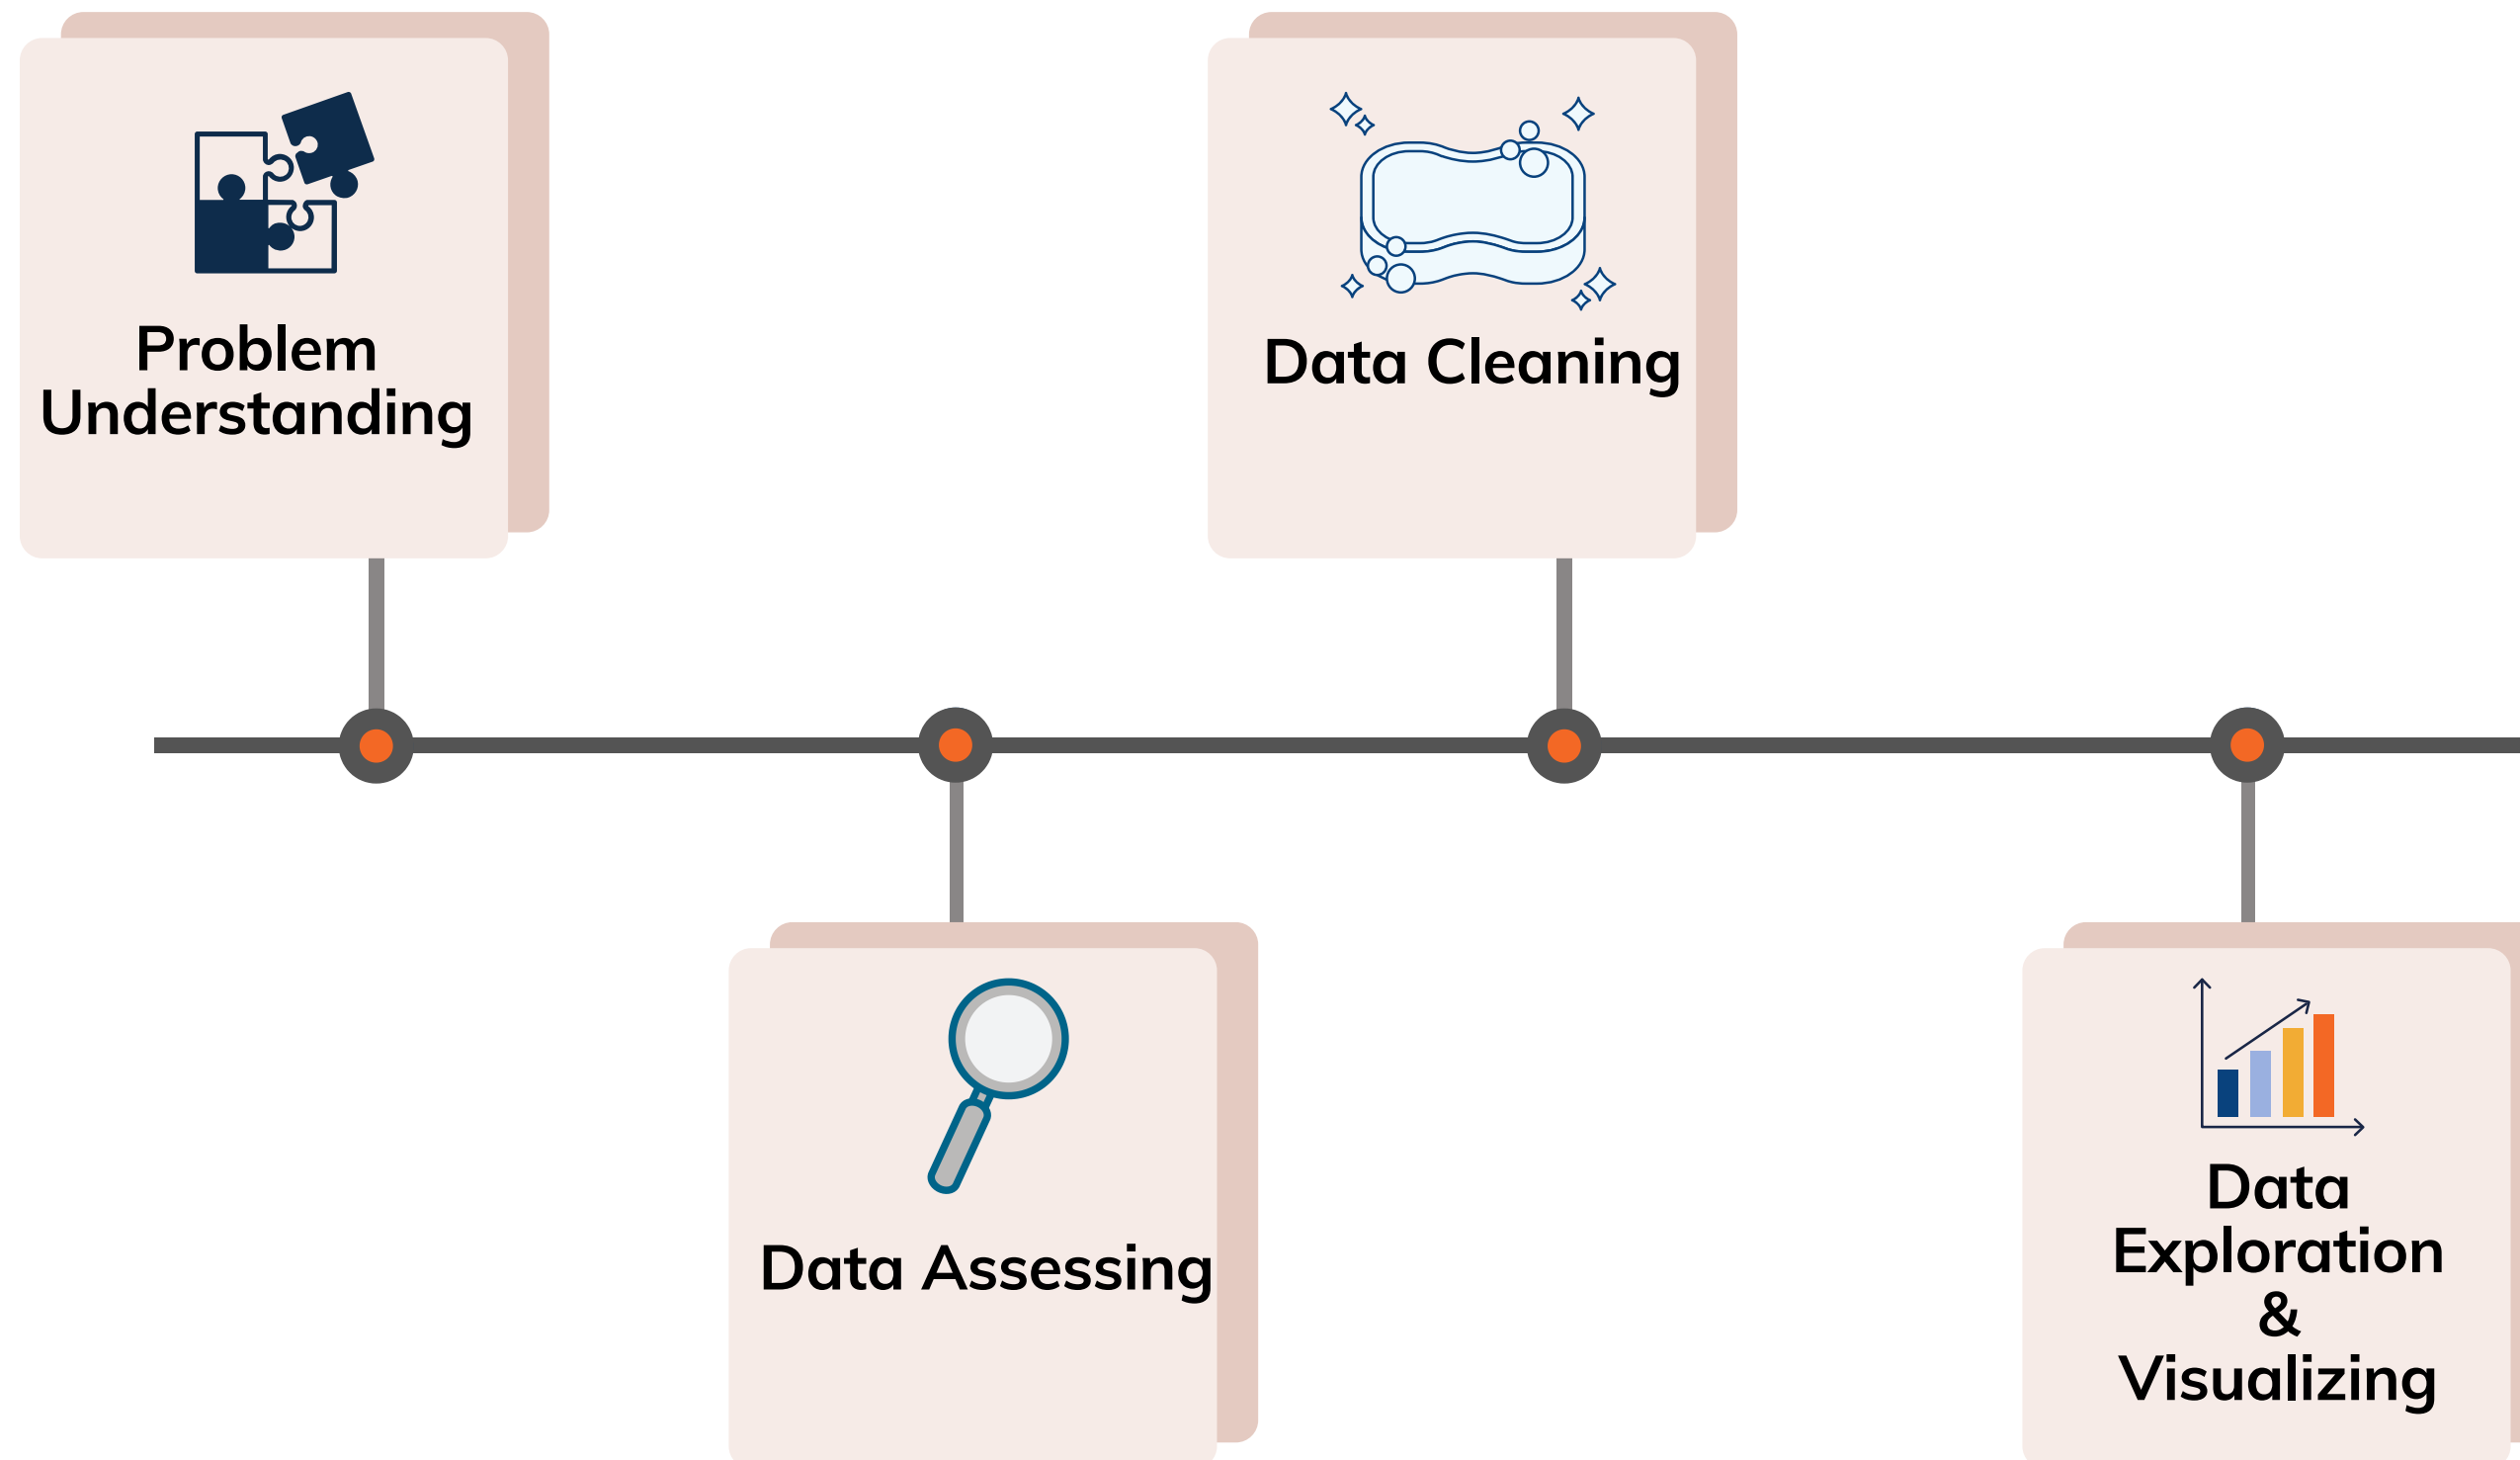 Problem
Understanding
Data Assessing
Data Cleaning
Data
Exploration
&
Visualizing